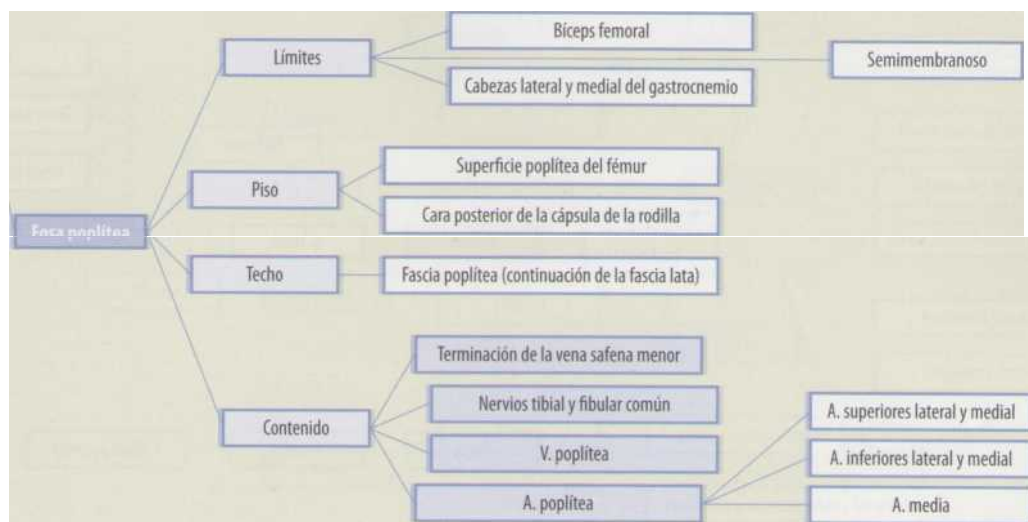 Bíceps femoral
Límites
Semimembranoso
Cabezas lateral y medial del gastrocnemio
Superficie poplítea del fémur
Piso
Cara posterior de la cápsula de la rodilla
Fosa poplítea
Techo
Fascia poplítea (continuación de la fascia lata)
Terminación de la vena safena menor
Nervios tibial y fibular común
A. superiores lateral y medial
Contenido
V. poplítea
A. inferiores lateral y medial
A. poplítea
A. media